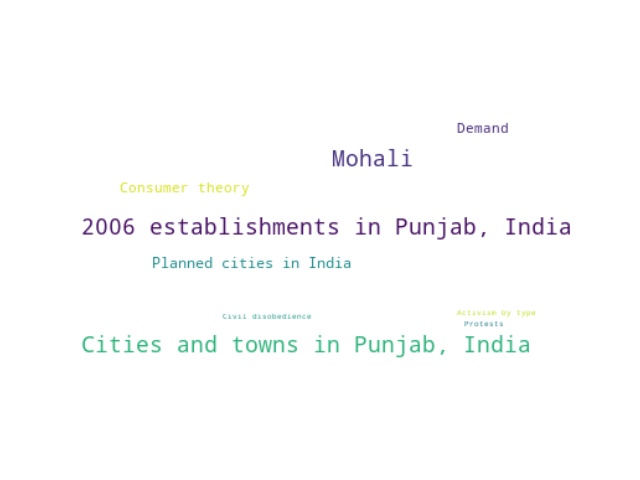 Demand
Mohali
Consumer theory
2006 establishments in Punjab, India
Planned cities in India
Activism by type
Civil disobedience
Protests
Cities and towns in Punjab, India